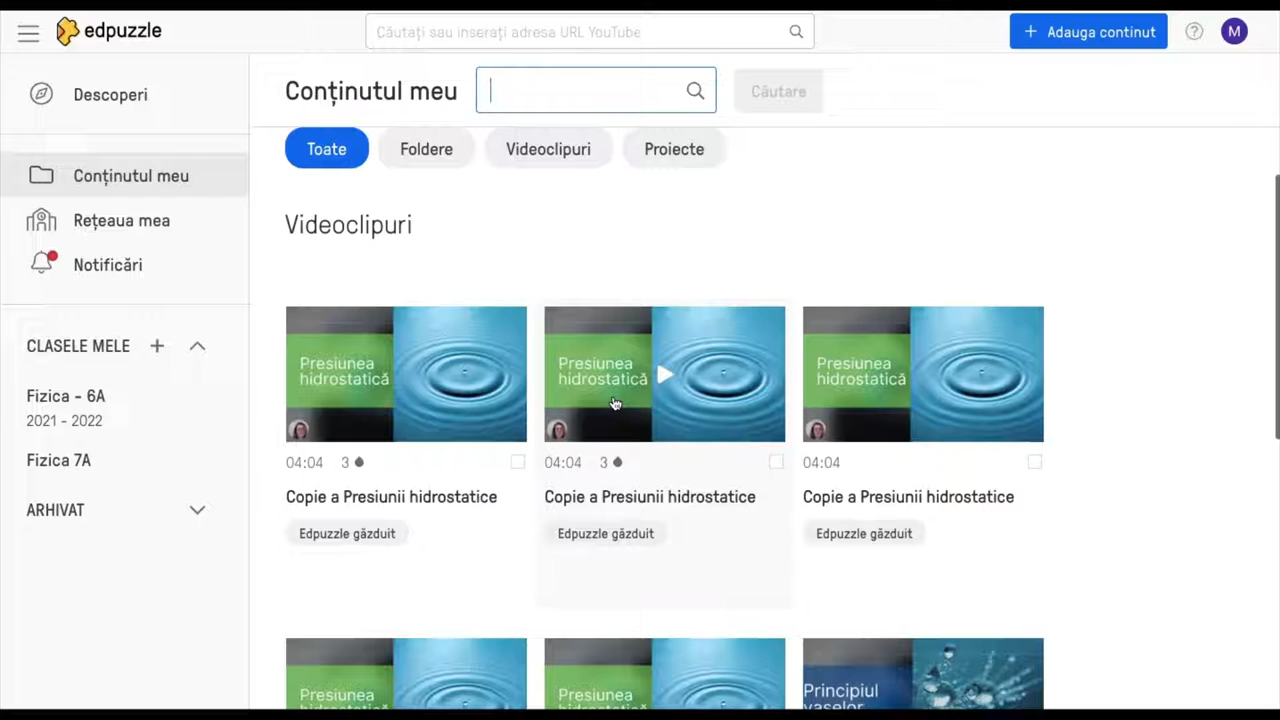 edpuzzle
Căutați sau inserați adresa URL YouTube
Adauga continut
?
M
Descoperi
Conținutul meu
Rețeaua mea
Notificări
CLASELE MELE
Fizica - 6A
2021 - 2022
Fizica 7A
ARHIVAT
Conținutul meu
Căutare
Toate
Foldere
Videoclipuri
Proiecte
Videoclipuri
Presiunea
hidrostatică
04:04 3
Copie a Presiunii hidrostatice
Edpuzzle găzduit
Presiunea
hidrostatică
04:04 3
Copie a Presiunii hidrostatice
Edpuzzle găzduit
Presiunea
hidrostatică
04:04
Copie a Presiunii hidrostatice
Edpuzzle găzduit
Presiunea
hidrostatică
Presiunea
hidrostatică
Principiul
vaselor